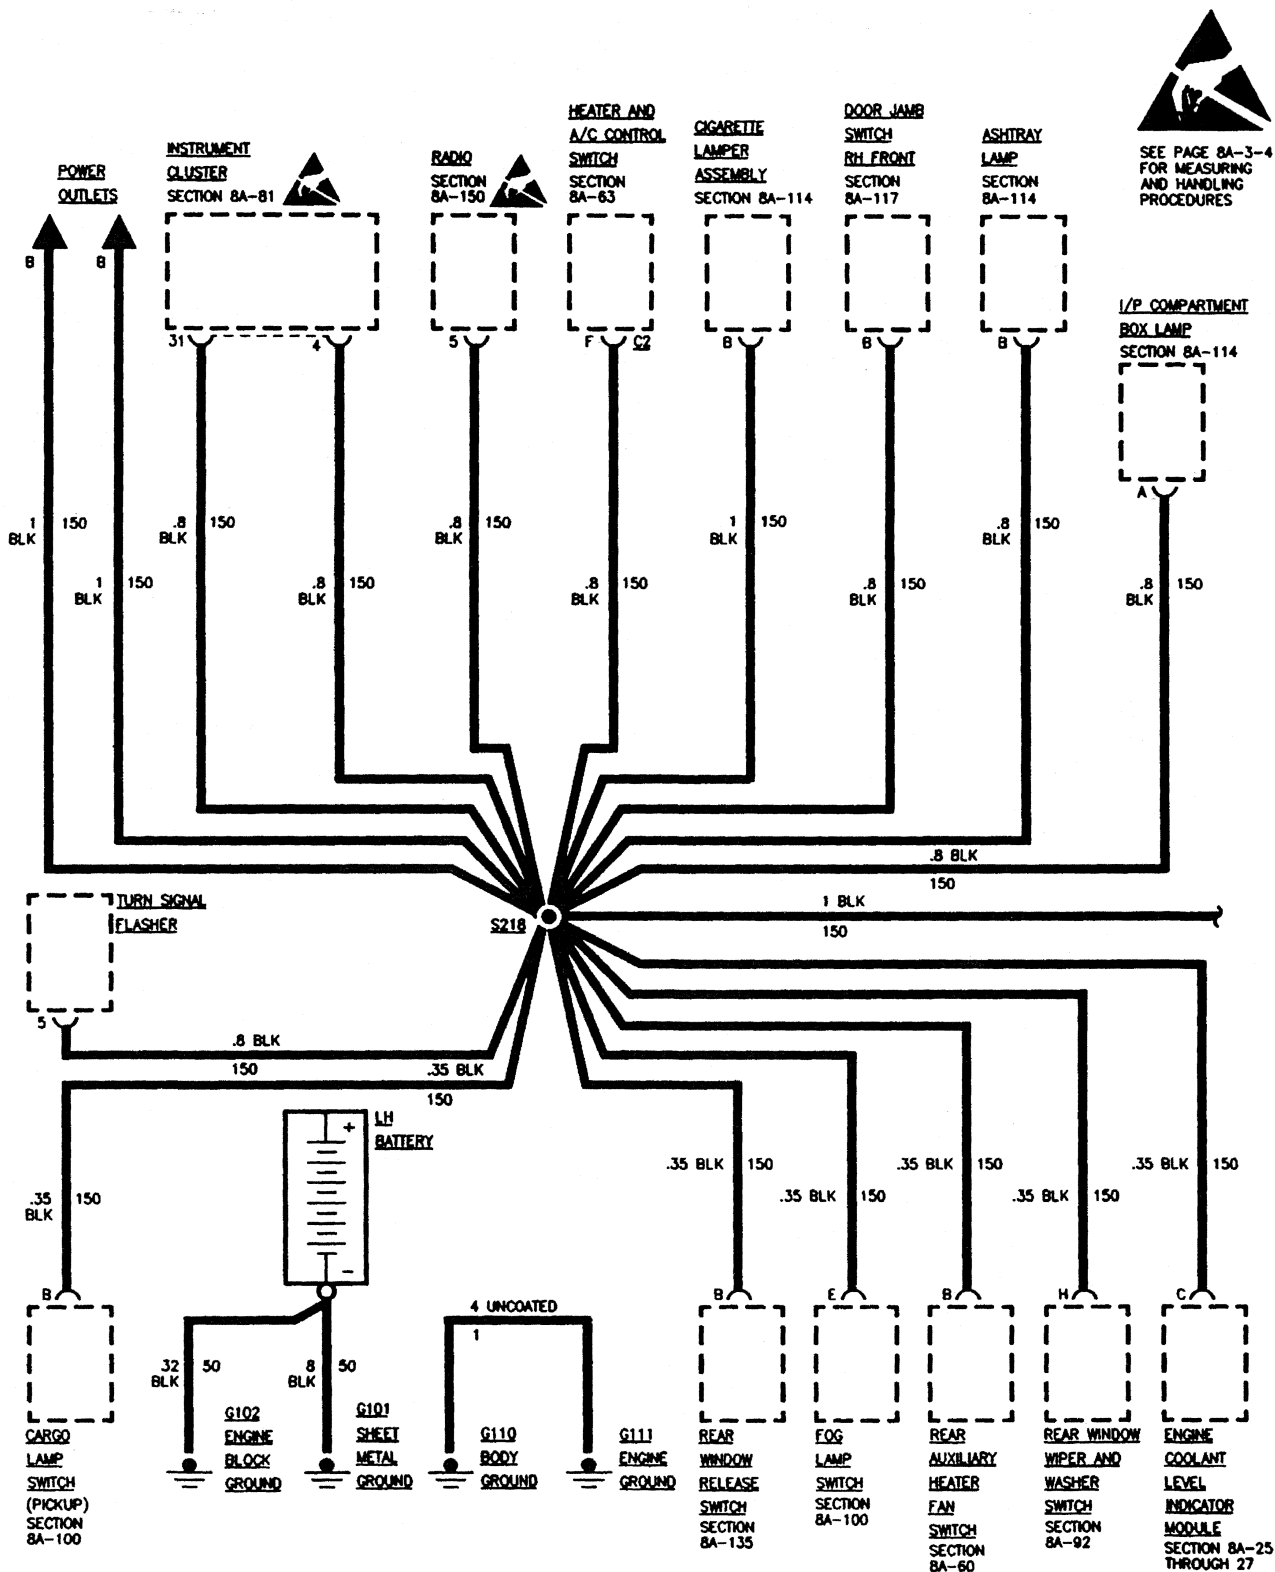 SEE PAGE 8A-3-4
FOR MEASURING
AND HANDLING
PROCEDURES
POWER
OUTLETS
INSTRUMENT
CLUSTER
SECTION 8A-81
RADIO
SECTION
8A-150
HEATER AND
A/C CONTROL
SWITCH
SECTION
8A-63
CIGARETTE
LAMPER
ASSEMBLY
SECTION 8A-114
DOOR JAMB
SWITCH
RH FRONT
SECTION
8A-117
ASHTRAY
LAMP
SECTION
8A-114
I/P COMPARTMENT
BOX LAMP
SECTION 8A-114
B
B
31
4
5
F
C2
B
B
B
A
1
BLK
150
1
BLK
150
.8
BLK
150
.8
BLK
150
.8
BLK
150
.8
BLK
150
1
BLK
150
.8
BLK
150
.8
BLK
150
.8
BLK
150
.8 BLK
150
1 BLK
150
S218
TURN SIGNAL
FLASHER
5
.8 BLK
150
.35 BLK
150
LH
BATTERY
+
-
.35
BLK
150
.35 BLK
150
.35 BLK
150
.35 BLK
150
.35 BLK
150
.35 BLK
150
B
4 UNCOATED
1
B
E
B
H
C
32
BLK
50
8
BLK
50
CARGO
LAMP
SWITCH
(PICKUP)
SECTION
8A-100
G102
ENGINE
BLOCK
GROUND
G101
SHEET
METAL
GROUND
G110
BODY
GROUND
G111
ENGINE
GROUND
REAR
WINDOW
RELEASE
SWITCH
SECTION
8A-135
FOG
LAMP
SWITCH
SECTION
8A-100
REAR
AUXILIARY
HEATER
FAN
SWITCH
SECTION
8A-60
REAR WINDOW
WIPER AND
WASHER
SWITCH
SECTION
8A-92
ENGINE
COOLANT
LEVEL
INDICATOR
MODULE
SECTION 8A-25
THROUGH 27